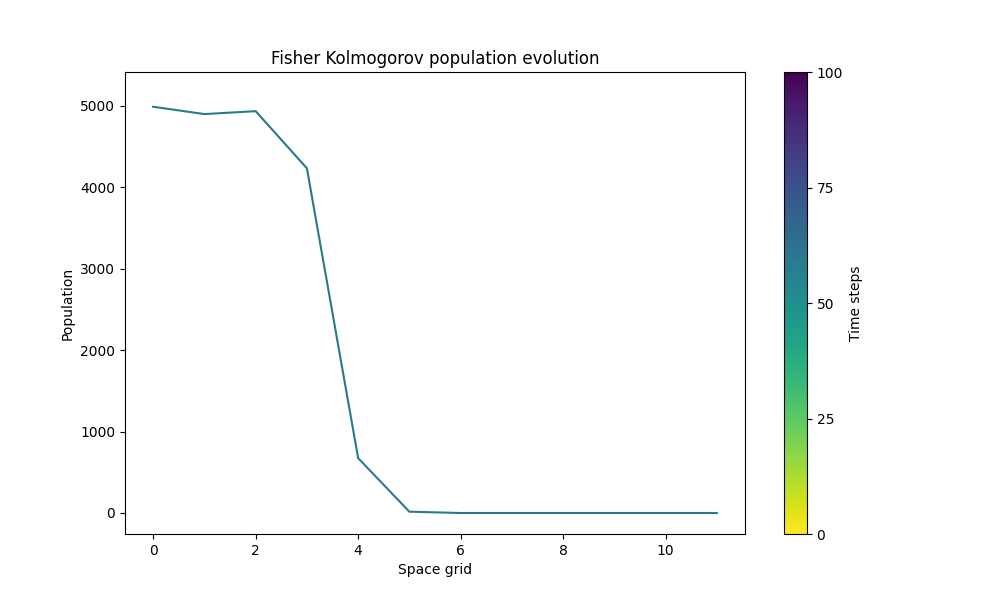 Fisher Kolmogorov population evolution
Population
5000
4000
3000
2000
1000
0
0 2 4 6 8 10
Space grid
100
75
50
25
0
Time steps